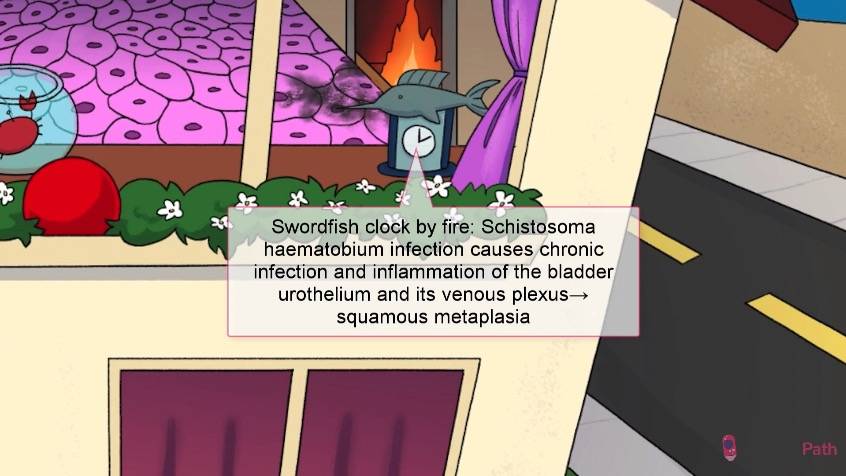 Swordfish clock by fire: Schistosoma
haematobium infection causes chronic
infection and inflammation of the bladder
urothelium and its venous plexus→
squamous metaplasia
Path